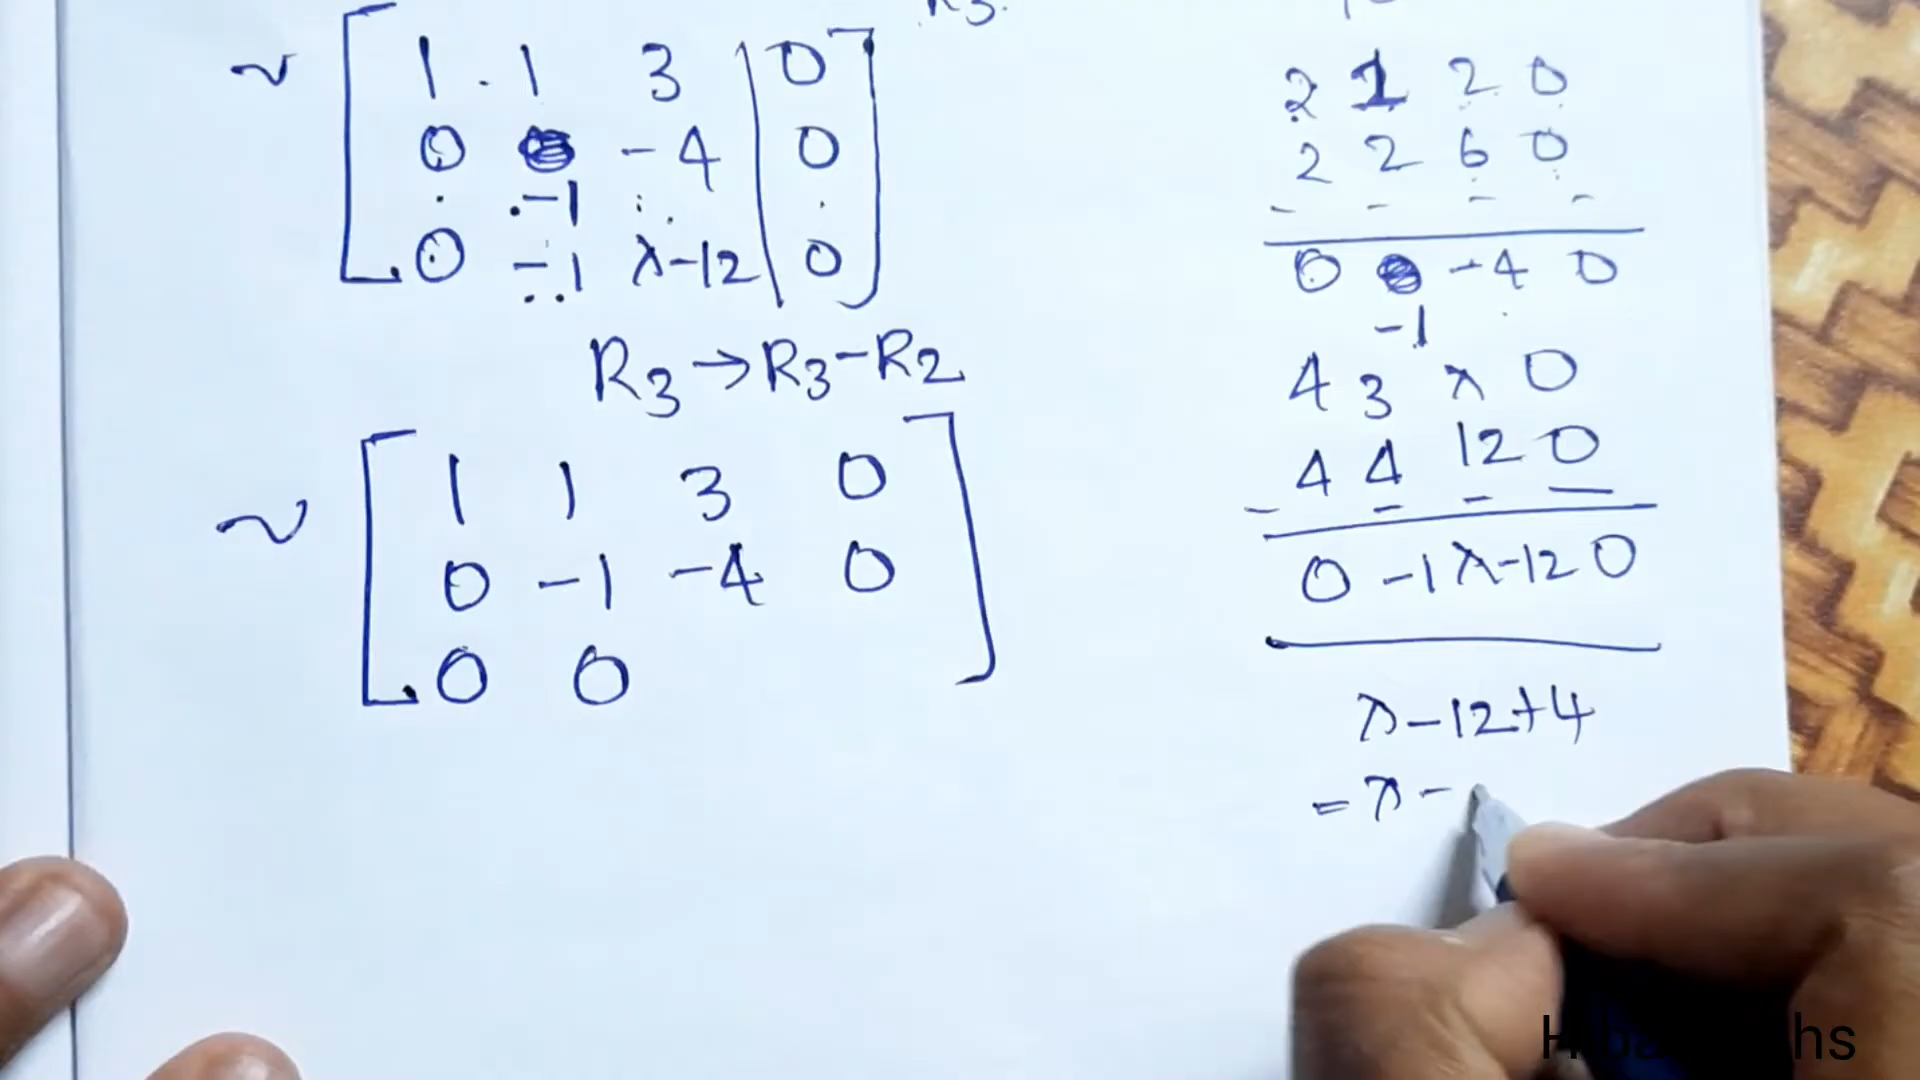 R3.
~ [ 1 1 3 | 0 ]
0 -4 | 0
-1
0 -1 λ-12 | 0
R3→R3-R2
~ [ 1 1 3 0 ]
0 -1 -4 0
0 0
2 1 2 0
2 2 6 0
- - - -
0 -4 0
-1
4 3 λ 0
4 4 12 0
- - - -
0 -1 λ-12 0
λ-12+4
=λ-